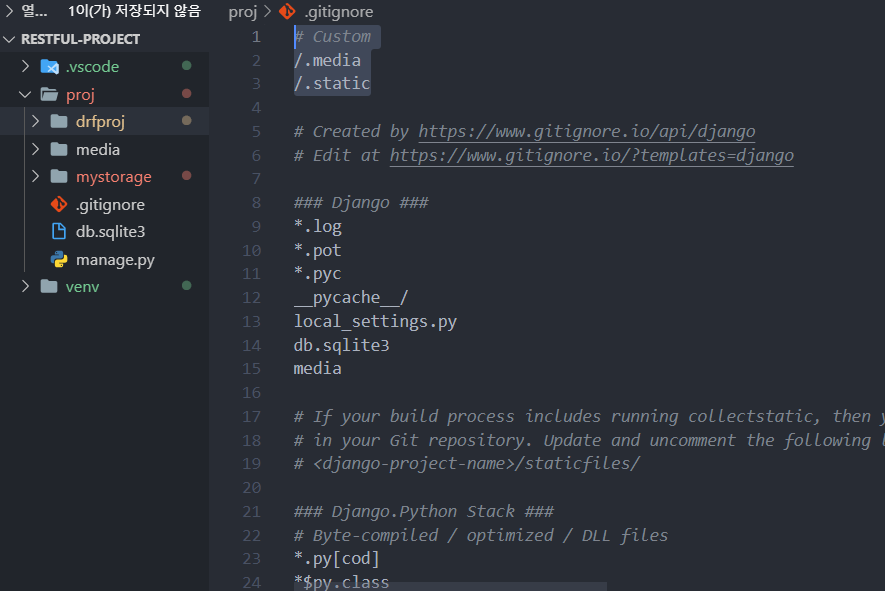 열... 1이(가) 저장되지 않음
RESTFUL-PROJECT
.vscode
proj
drfproj
media
mystorage
.gitignore
db.sqlite3
manage.py
venv
proj > .gitignore
1 # Custom
2 /.media
3 /.static
4
5 # Created by https://www.gitignore.io/api/django
6 # Edit at https://www.gitignore.io/?templates=django
7
8 ### Django ###
9 *.log
10 *.pot
11 *.pyc
12 __pycache__/
13 local_settings.py
14 db.sqlite3
15 media
16
17 # If your build process includes running collectstatic, then y
18 # in your Git repository. Update and uncomment the following l
19 # <django-project-name>/staticfiles/
20
21 ### Django.Python Stack ###
22 # Byte-compiled / optimized / DLL files
23 *.py[cod]
24 *$py.class